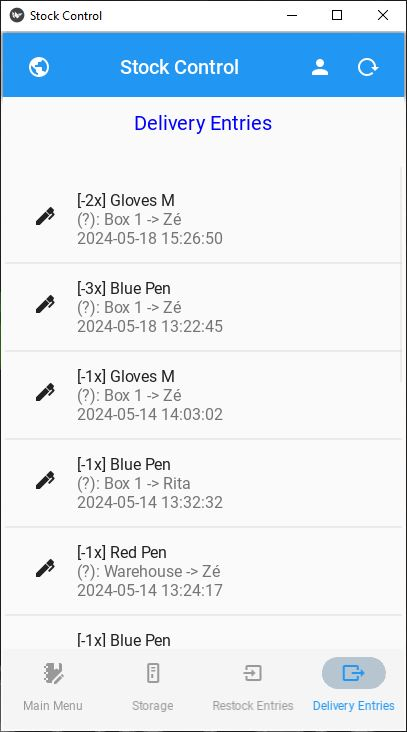 Stock Control
Stock Control
Delivery Entries
[-2x] Gloves M
(?): Box 1 -> Zé
2024-05-18 15:26:50
[-3x] Blue Pen
(?): Box 1 -> Zé
2024-05-18 13:22:45
[-1x] Gloves M
(?): Box 1 -> Zé
2024-05-14 14:03:02
[-1x] Blue Pen
(?): Box 1 -> Rita
2024-05-14 13:32:32
[-1x] Red Pen
(?): Warehouse -> Zé
2024-05-14 13:24:17
[-1x] Blue Pen
Main Menu
Storage
Restock Entries
Delivery Entries